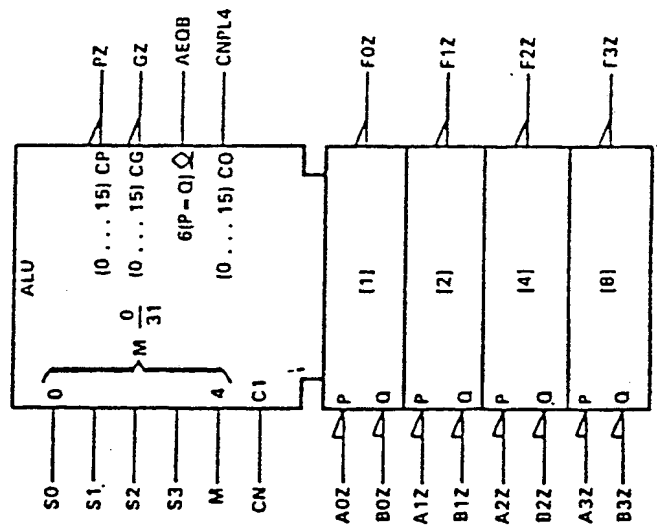 ALU
S0 0
S1
S2
S3
M 4
CN C1
M 0/31
(0 . . . 15) CP PZ
(0 . . . 15) CG GZ
6(P=Q) AEQB
(0 . . . 15) CO CNPL4
A0Z P
B0Z Q
[1] F0Z
A1Z P
B1Z Q
[2] F1Z
A2Z P
B2Z Q
[4] F2Z
A3Z P
B3Z Q
[8] F3Z